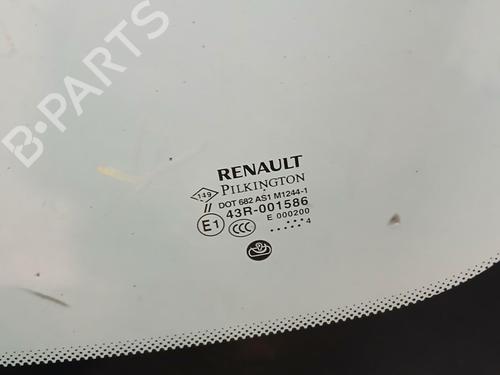 B-PARTS
RENAULT
PILKINGTON
149 DOT 682 AS1 M1244-1
// E1 43R-001586
CCC E 000200
..... 4